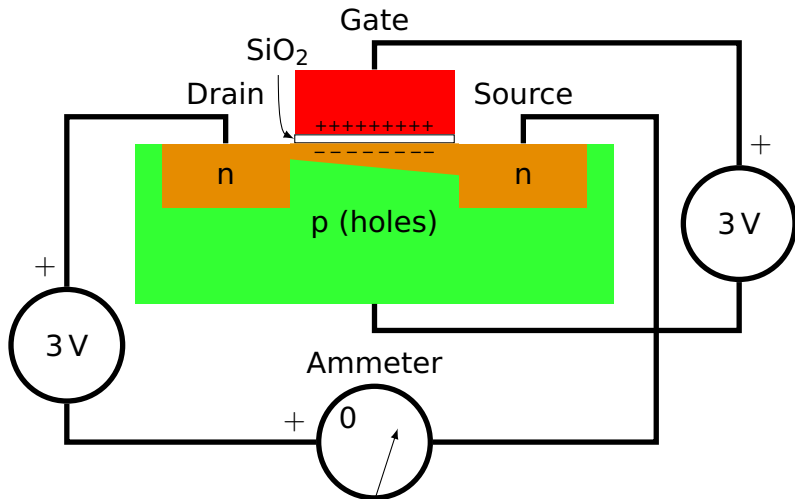 Gate
SiO₂
Drain
Source
+++++++++
−−−−−−−−
n
n
+
p (holes)
3 V
+
3 V
Ammeter
+
0